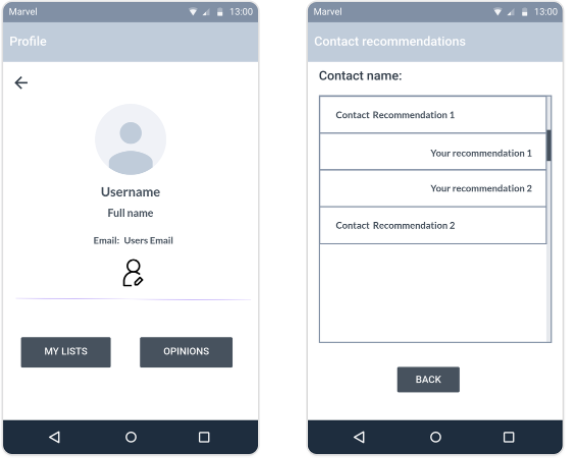 Marvel 13:00
Profile
Username
Full name
Email: Users Email
MY LISTS OPINIONS
Marvel 13:00
Contact recommendations
Contact name:
Contact Recommendation 1
Your recommendation 1
Your recommendation 2
Contact Recommendation 2
BACK